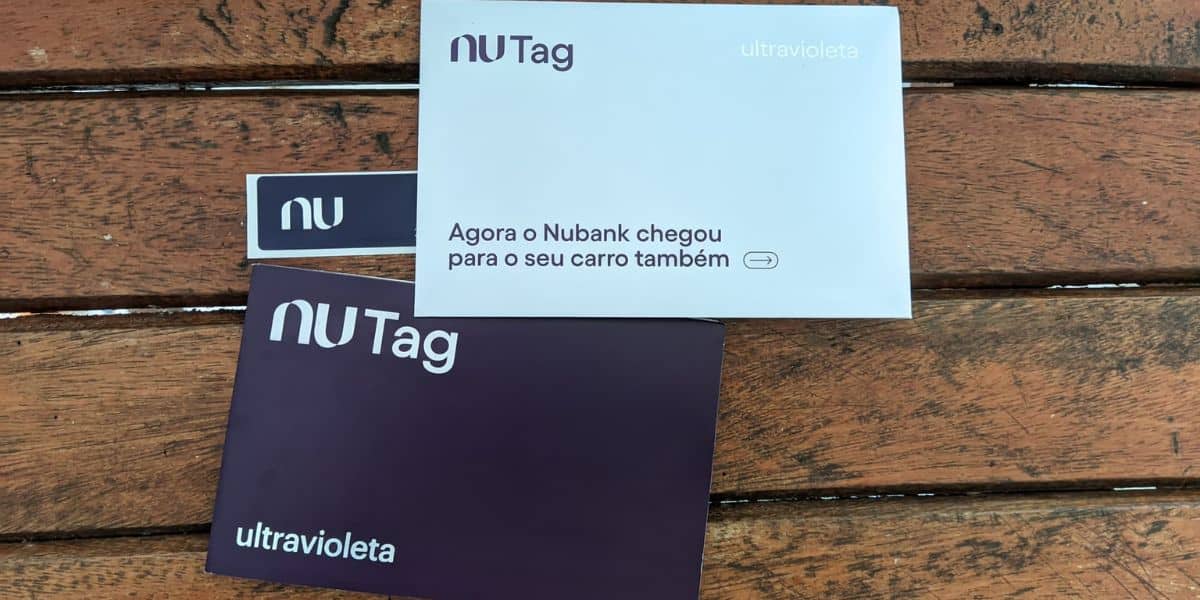 nu Tag
ultravioleta
Agora o Nubank chegou
para o seu carro também
nu
nu Tag
ultravioleta